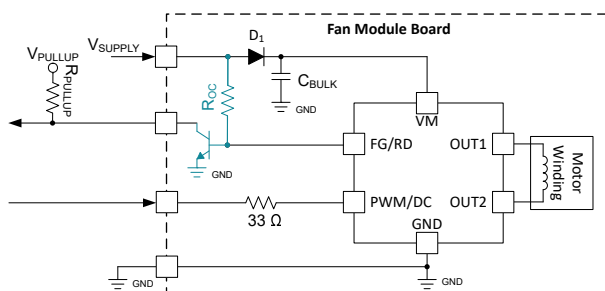 Fan Module Board
D1
VSUPPLY
VPULLUP
RPULLUP
ROC
CBULK
GND
VM
FG/RD
OUT1
GND
Motor
Winding
PWM/DC
OUT2
33 Ω
GND
GND
GND